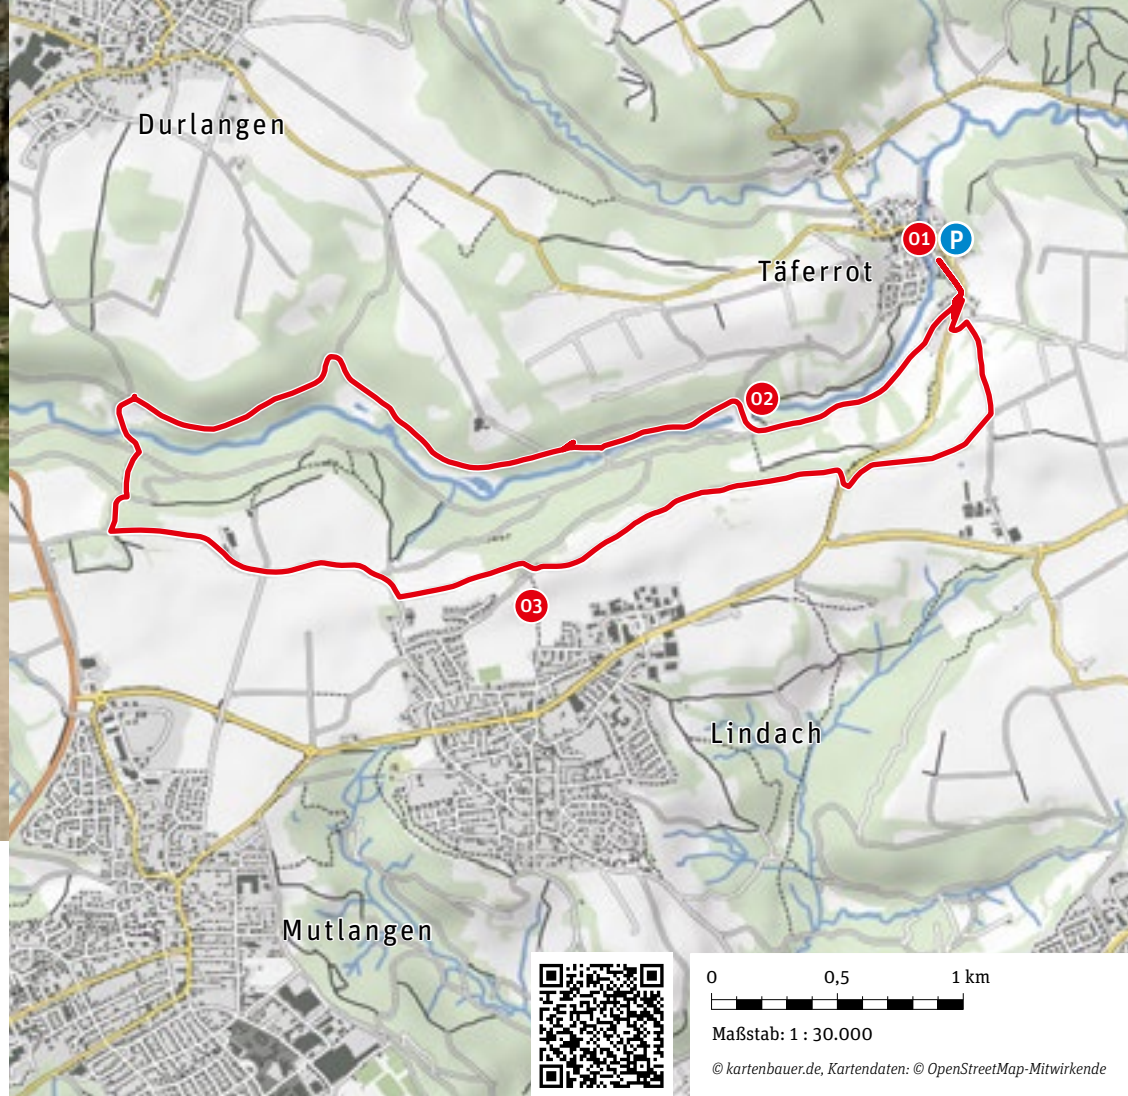 Durlangen
01 P
Täferrot
02
03
Lindach
Mutlangen
0 0,5 1 km
Maßstab: 1 : 30.000
© kartenbauer.de, Kartendaten: © OpenStreetMap-Mitwirkende